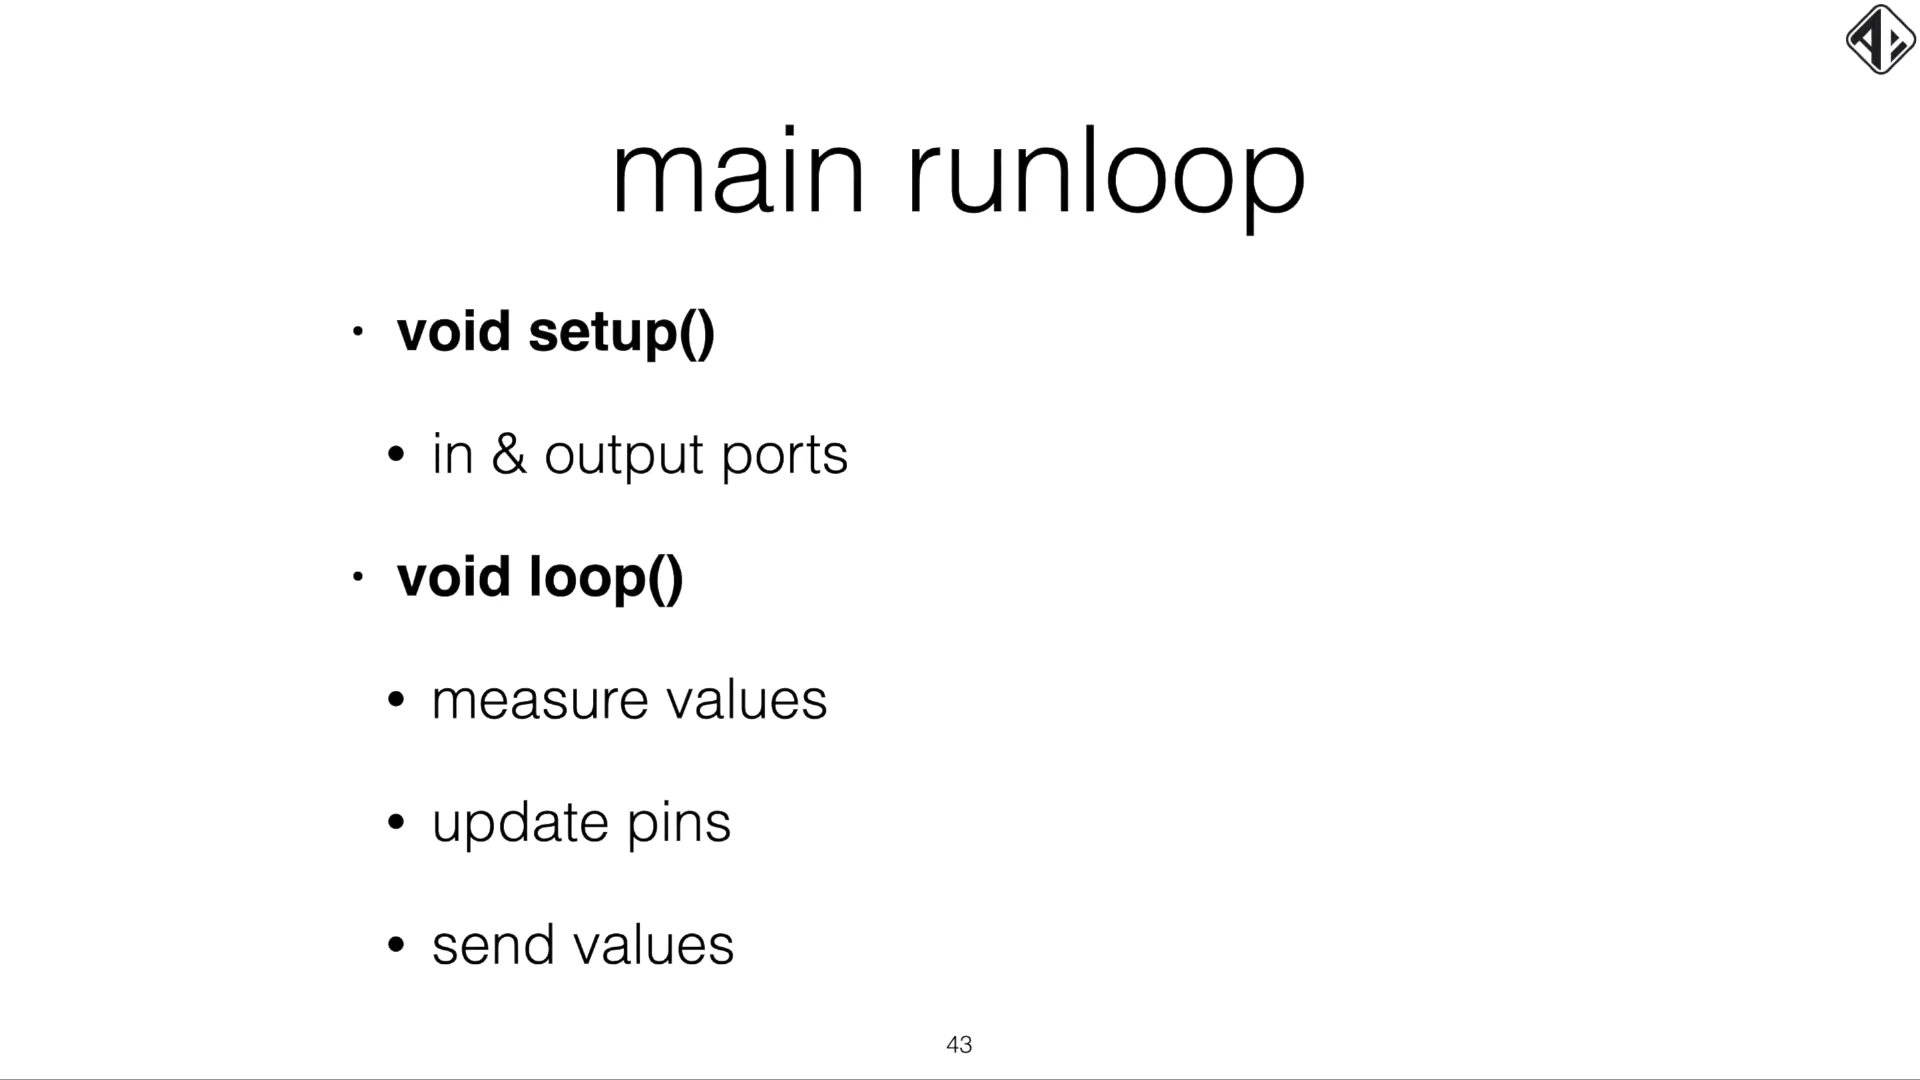 main runloop
• void setup()
• in & output ports
• void loop()
• measure values
• update pins
• send values
43